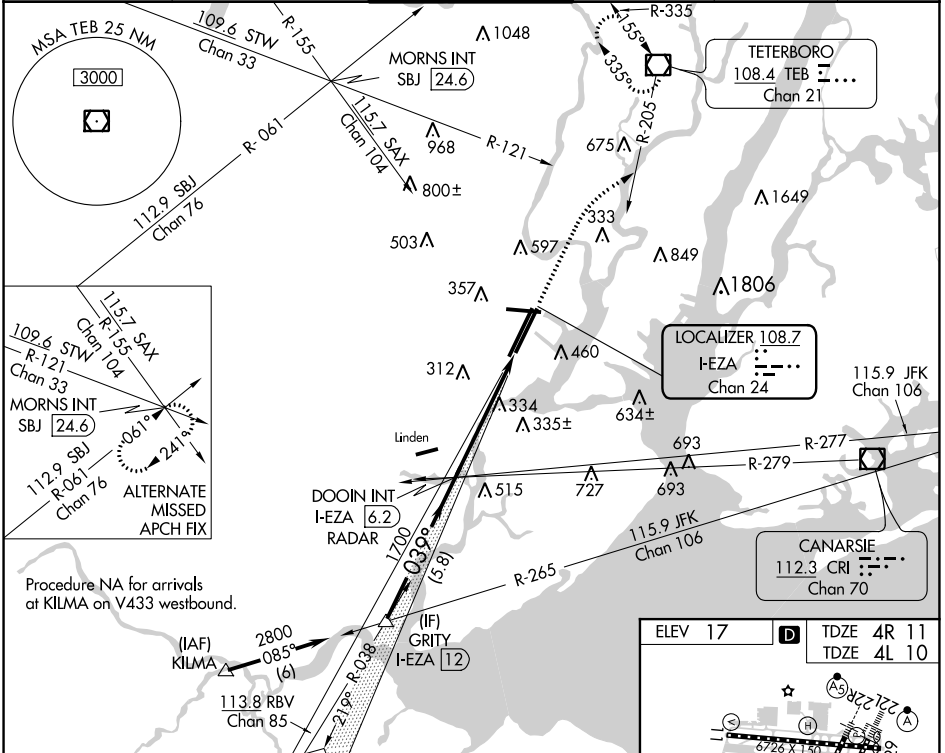 MSA TEB 25 NM
3000
109.6 STW
Chan 33
R-155
MORNS INT
SBJ 24.6
1048
R-335
155°
335°
TETERBORO
108.4 TEB
Chan 21
R-205
R-061
115.7 SAX
Chan 104
968
R-121
675
800±
112.9 SBJ
Chan 76
1649
503
597
333
849
357
1806
115.7 SAX
R-155
Chan 104
109.6 STW
R-121
Chan 33
MORNS INT
SBJ 24.6
061°
241°
112.9 SBJ
R-061
Chan 76
ALTERNATE
MISSED
APCH FIX
LOCALIZER 108.7
I-EZA
Chan 24
460
312
334
335±
634±
115.9 JFK
Chan 106
Linden
693
R-277
R-279
DOOIN INT
I-EZA 6.2
RADAR
515
727
693
1700
039°
(5.8)
115.9 JFK
Chan 106
R-265
CANARSIE
112.3 CRI
Chan 70
Procedure NA for arrivals
at KILMA on V433 westbound.
(IAF)
KILMA
2800
085°
(6)
(IF)
GRITY
I-EZA 12
113.8 RBV
Chan 85
219°
R-038
ELEV 17
D
TDZE 4R 11
TDZE 4L 10
A5
22R
22L
A
V
H
11
6726 X 150